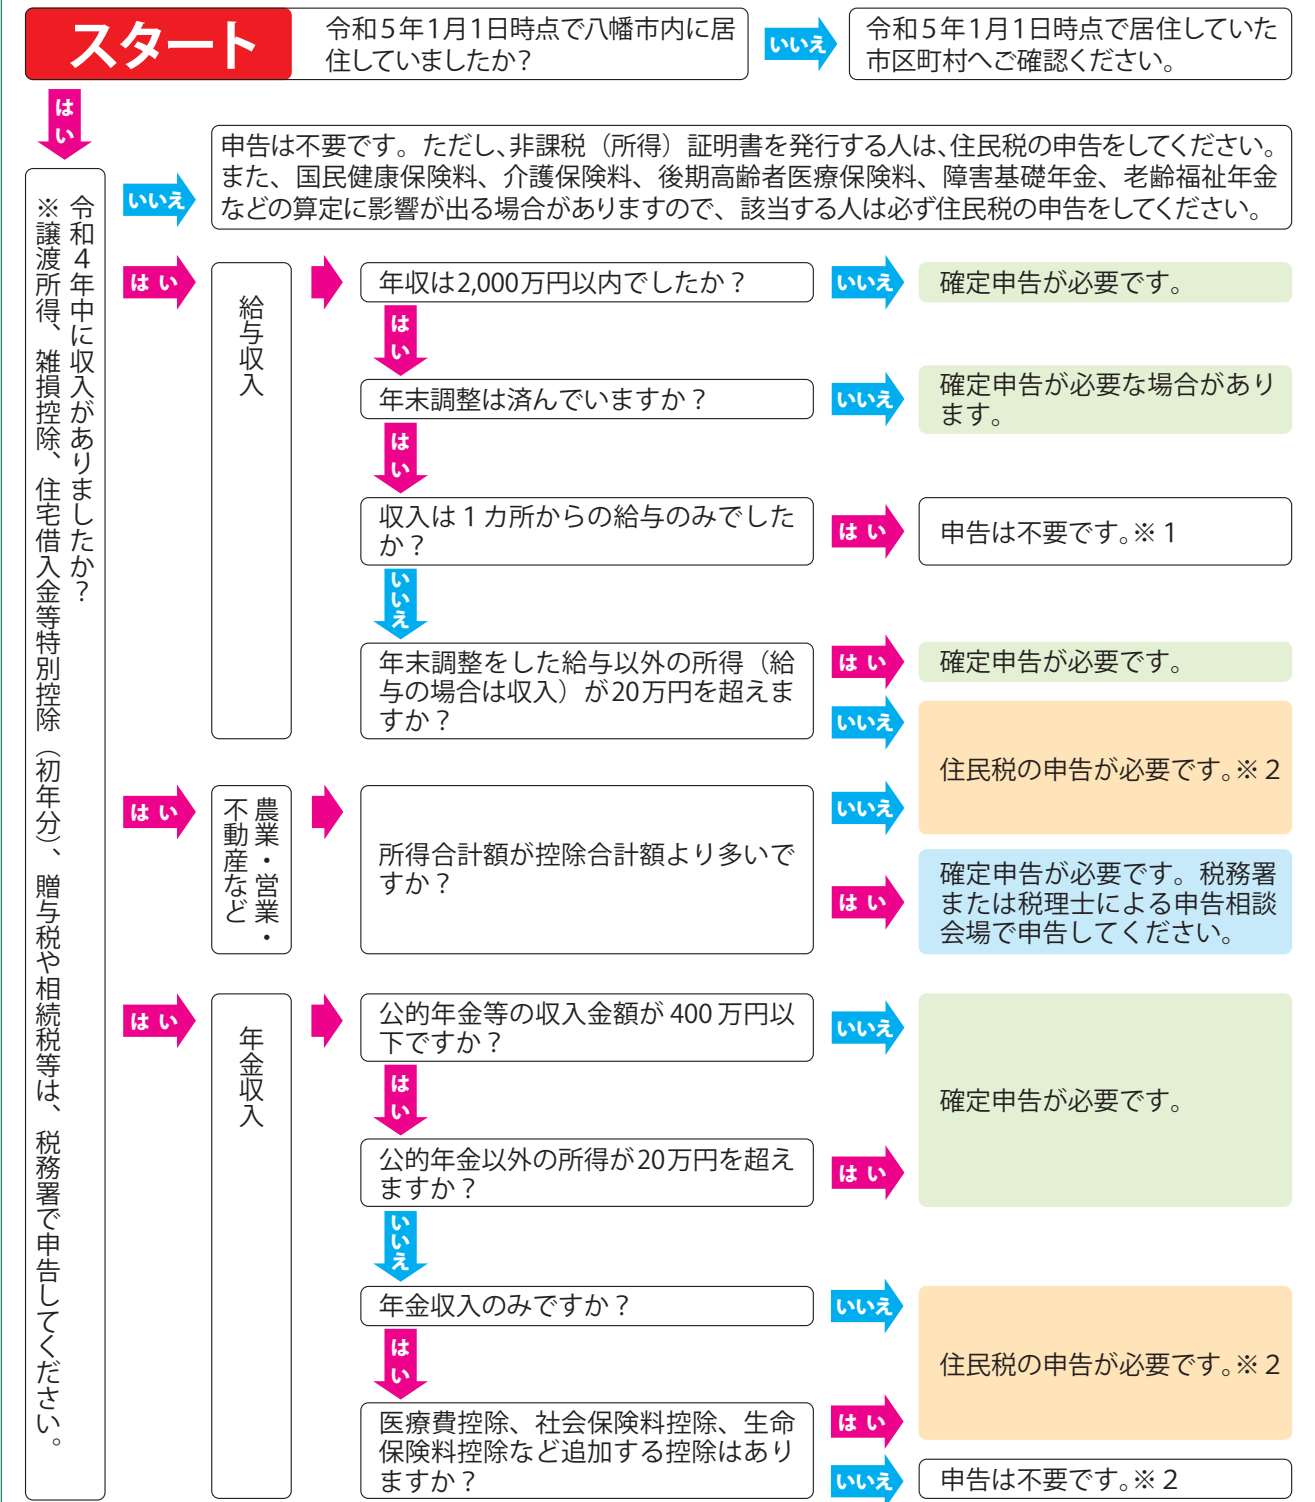 スタート
令和5年1月1日時点で八幡市内に居
住していましたか?
いいえ
令和5年1月1日時点で居住していた
市区町村へご確認ください。
はい
令和4年中に収入がありましたか?
※譲渡所得、雑損控除、住宅借入金等特別控除(初年分)、贈与税や相続税等は、税務署で申告してください。
いいえ
申告は不要です。ただし、非課税(所得)証明書を発行する人は、住民税の申告をしてください。
また、国民健康保険料、介護保険料、後期高齢者医療保険料、障害基礎年金、老齢福祉年金
などの算定に影響が出る場合がありますので、該当する人は必ず住民税の申告をしてください。
はい
給与収入
年収は2,000万円以内でしたか?
いいえ
確定申告が必要です。
はい
年末調整は済んでいますか?
いいえ
確定申告が必要な場合があり
ます。
はい
収入は1カ所からの給与のみでした
か?
はい
申告は不要です。※1
いいえ
年末調整をした給与以外の所得(給
与の場合は収入)が20万円を超えま
すか?
はい
確定申告が必要です。
いいえ
住民税の申告が必要です。※2
はい
農業・営業・
不動産など
所得合計額が控除合計額より多いで
すか?
いいえ
はい
確定申告が必要です。税務署
または税理士による申告相談
会場で申告してください。
はい
年金収入
公的年金等の収入金額が400万円以
下ですか?
いいえ
確定申告が必要です。
はい
公的年金以外の所得が20万円を超え
ますか?
はい
いいえ
年金収入のみですか?
いいえ
住民税の申告が必要です。※2
はい
医療費控除、社会保険料控除、生命
保険料控除など追加する控除はあり
ますか?
はい
いいえ
申告は不要です。※2